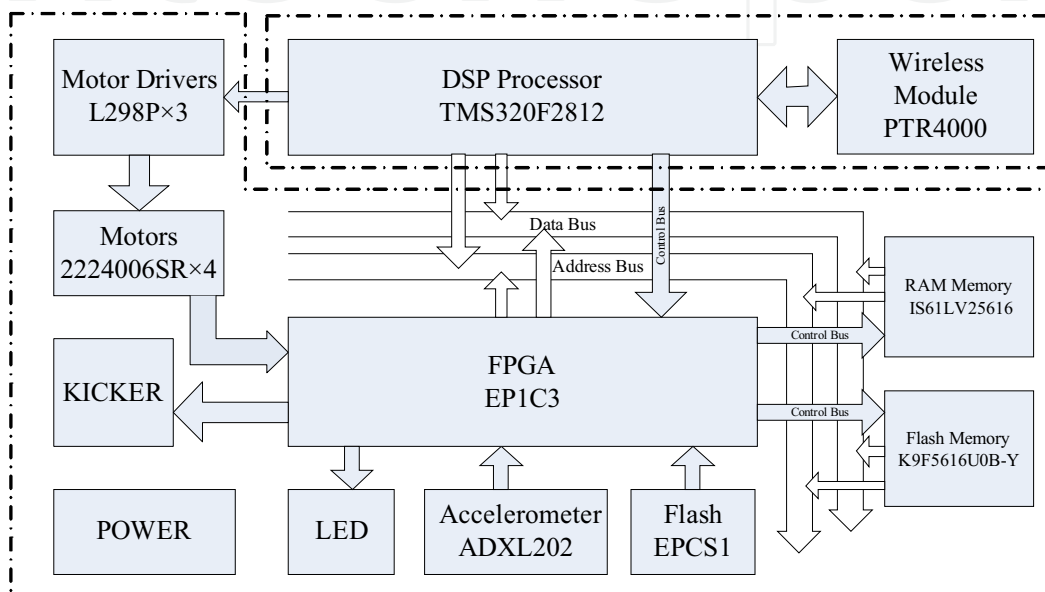 Motor Drivers
L298P×3
DSP Processor
TMS320F2812
Wireless
Module
PTR4000
Motors
2224006SR×4
Data Bus
Address Bus
Control Bus
RAM Memory
IS61LV25616
Control Bus
FPGA
EP1C3
KICKER
Control Bus
Flash Memory
K9F5616U0B-Y
POWER
LED
Accelerometer
ADXL202
Flash
EPCS1